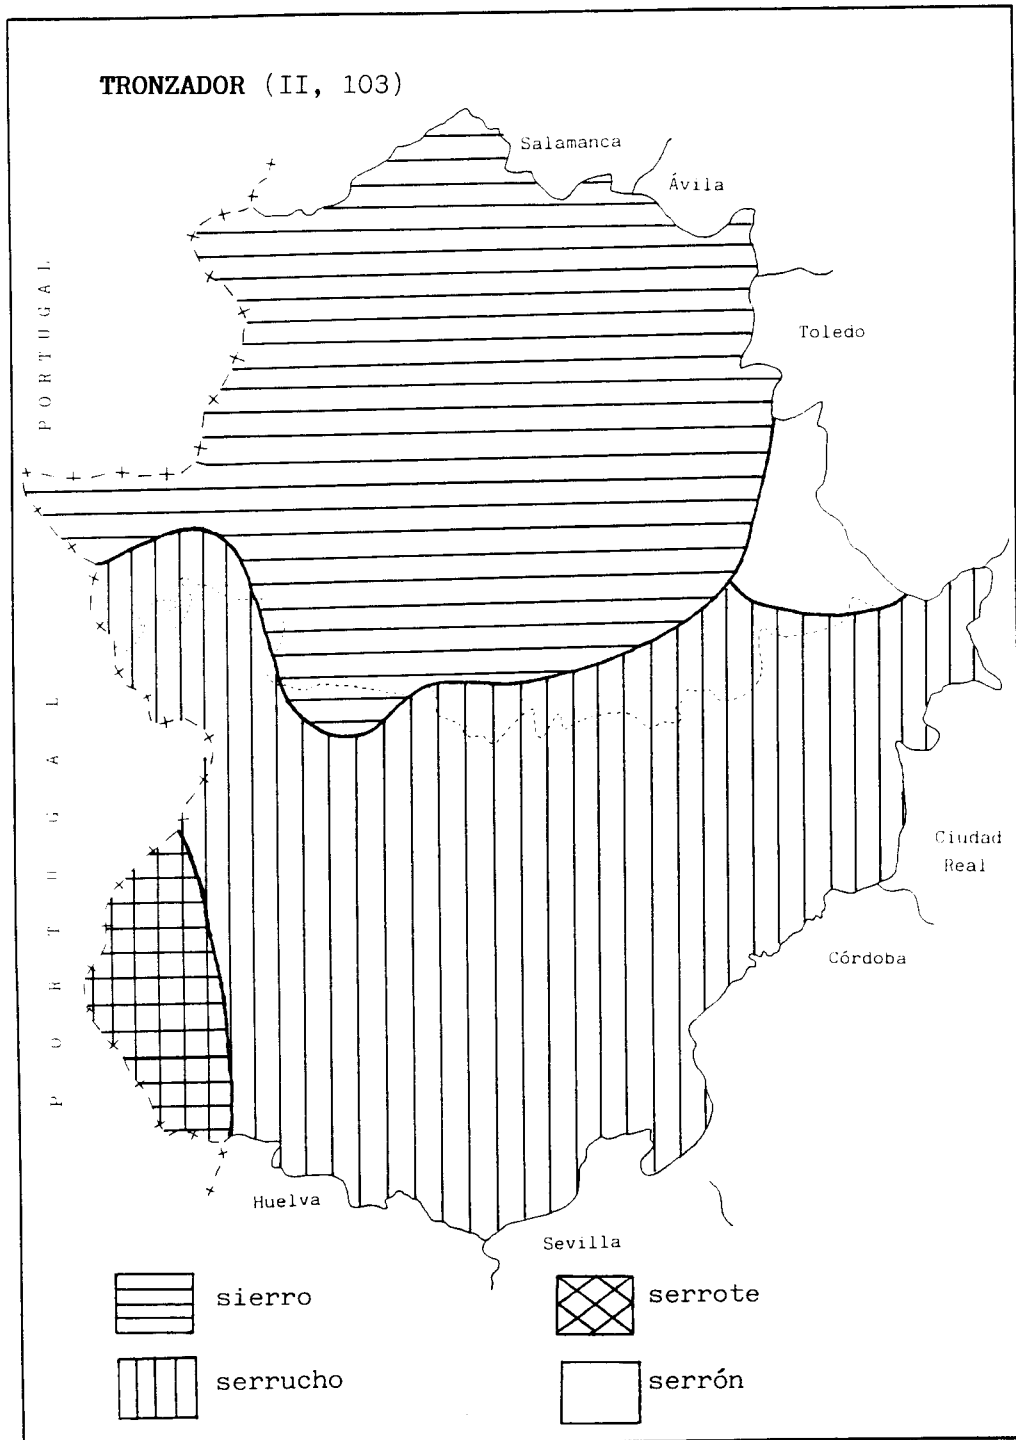 TRONZADOR (II, 103)
Salamanca
Ávila
PORTUGAL
Toledo
PORTUGAL
Ciudad
Real
Córdoba
Huelva
Sevilla
sierro
serrote
serrucho
serrón